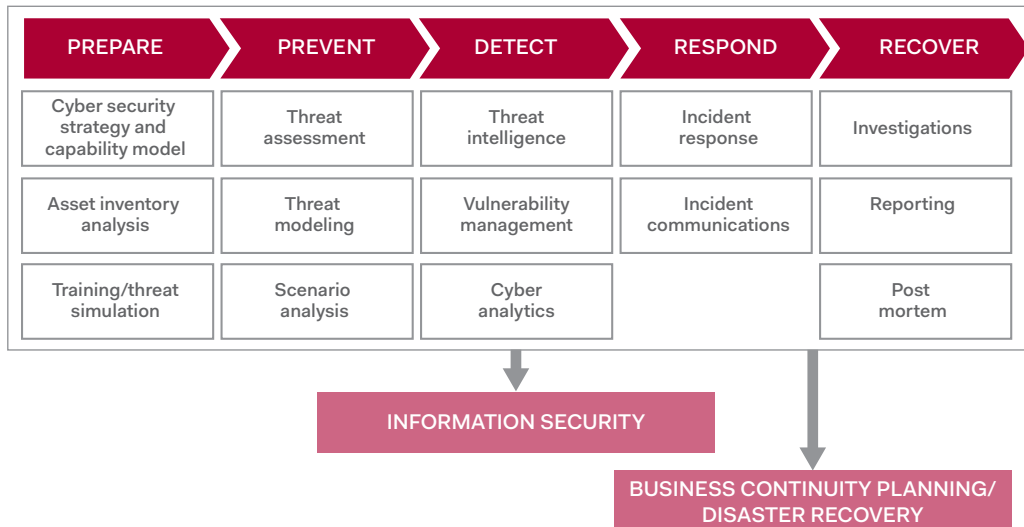 PREPARE
PREVENT
DETECT
RESPOND
RECOVER
Cyber security
strategy and
capability model
Threat
assessment
Threat
intelligence
Incident
response
Investigations
Asset inventory
analysis
Threat
modeling
Vulnerability
management
Incident
communications
Reporting
Training/threat
simulation
Scenario
analysis
Cyber
analytics
Post
mortem
INFORMATION SECURITY
BUSINESS CONTINUITY PLANNING/
DISASTER RECOVERY